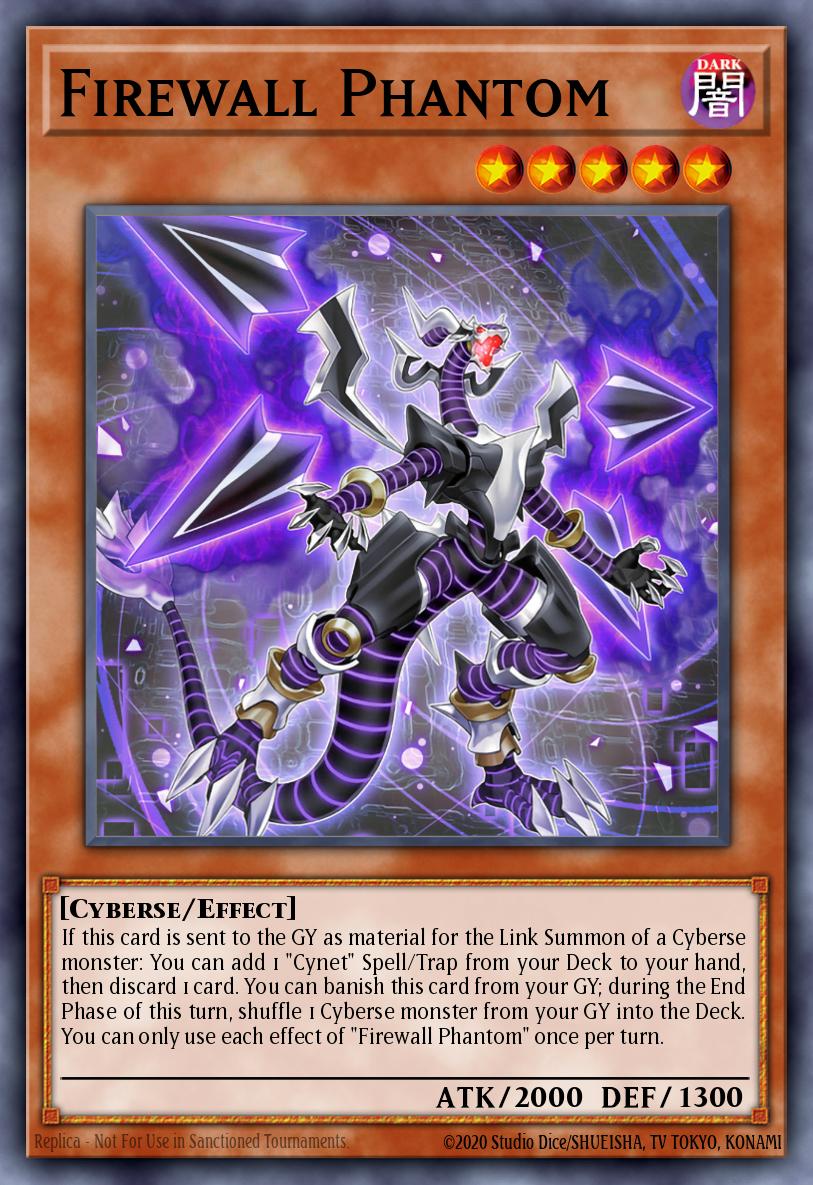 Firewall Phantom
DARK
闇
[Cyberse/Effect]
If this card is sent to the GY as material for the Link Summon of a Cyberse
monster: You can add 1 "Cynet" Spell/Trap from your Deck to your hand,
then discard 1 card. You can banish this card from your GY; during the End
Phase of this turn, shuffle 1 Cyberse monster from your GY into the Deck.
You can only use each effect of "Firewall Phantom" once per turn.
ATK/2000 DEF/1300
Replica - Not For Use in Sanctioned Tournaments.
©2020 Studio Dice/SHUEISHA, TV TOKYO, KONAMI